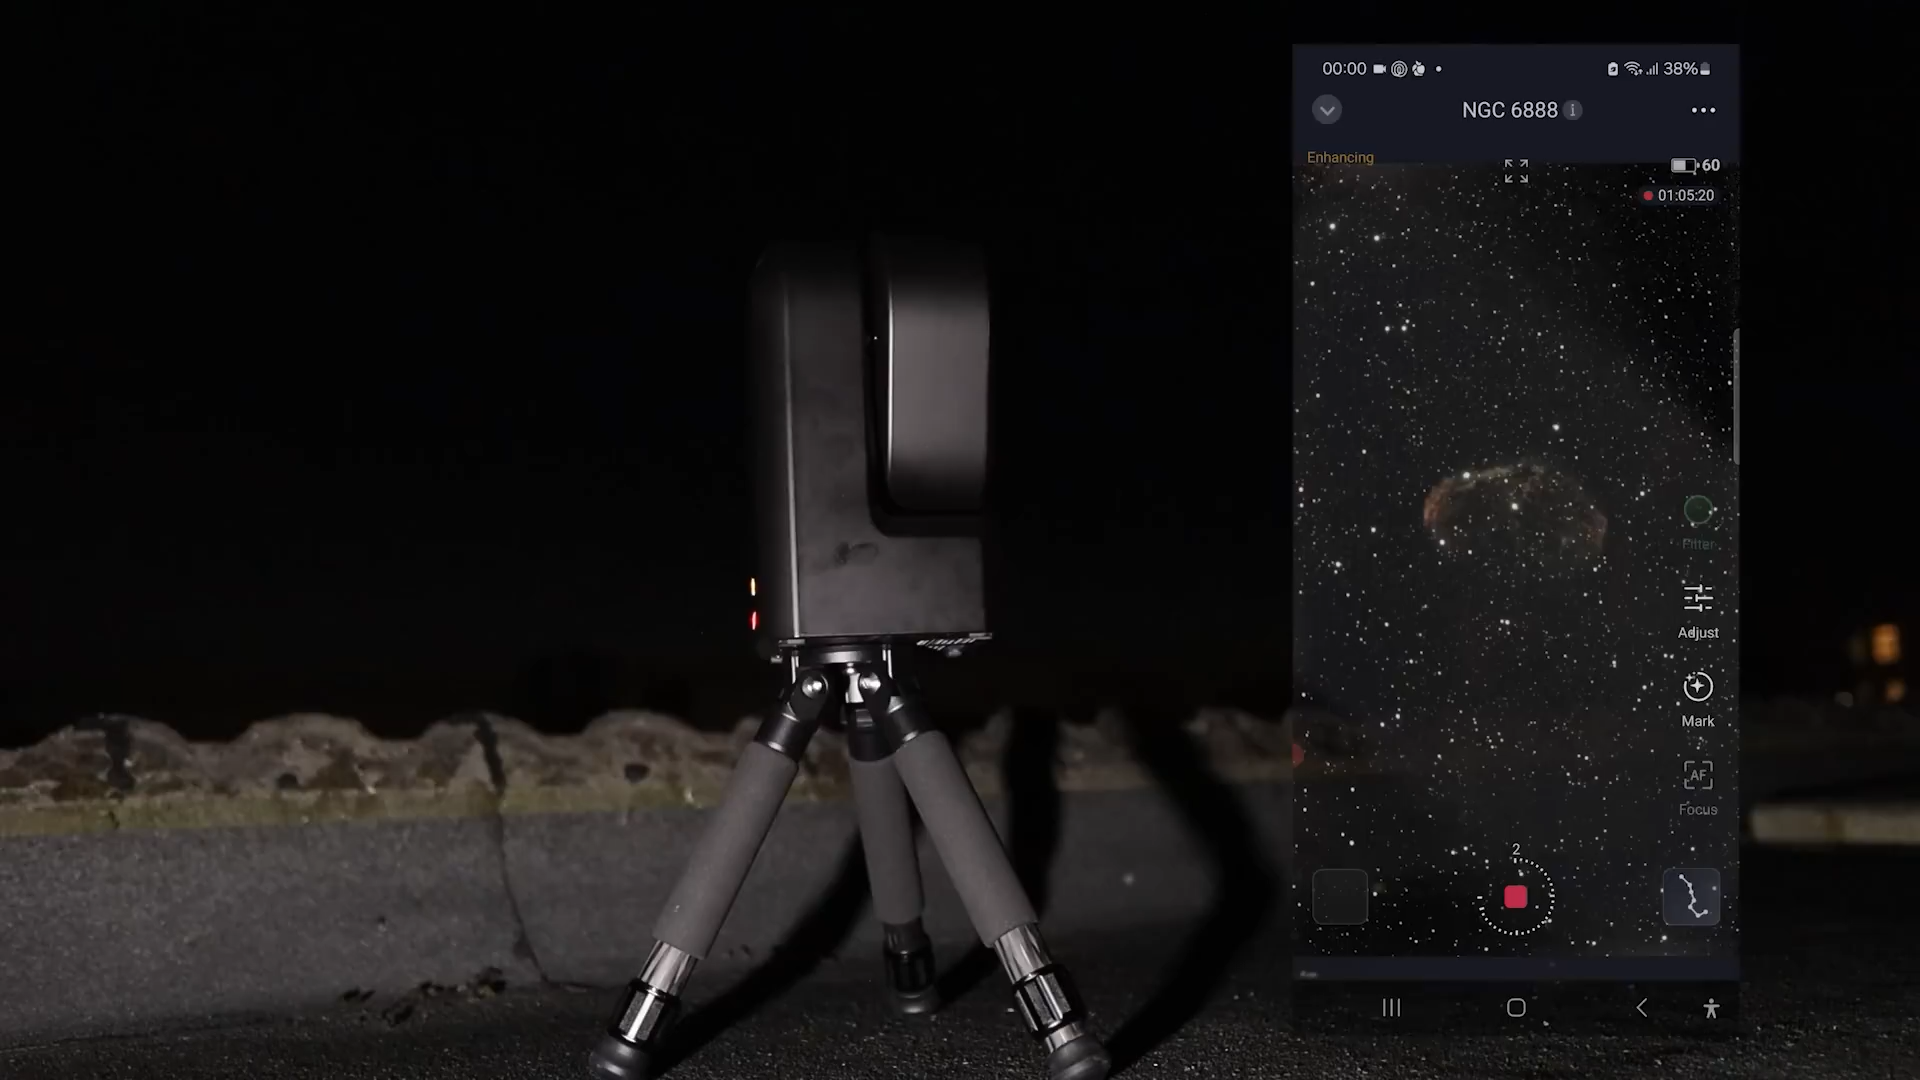 00:00 38%
NGC 6888
Enhancing
60
01:05:20
Filter
Adjust
Mark
AF
Focus
2